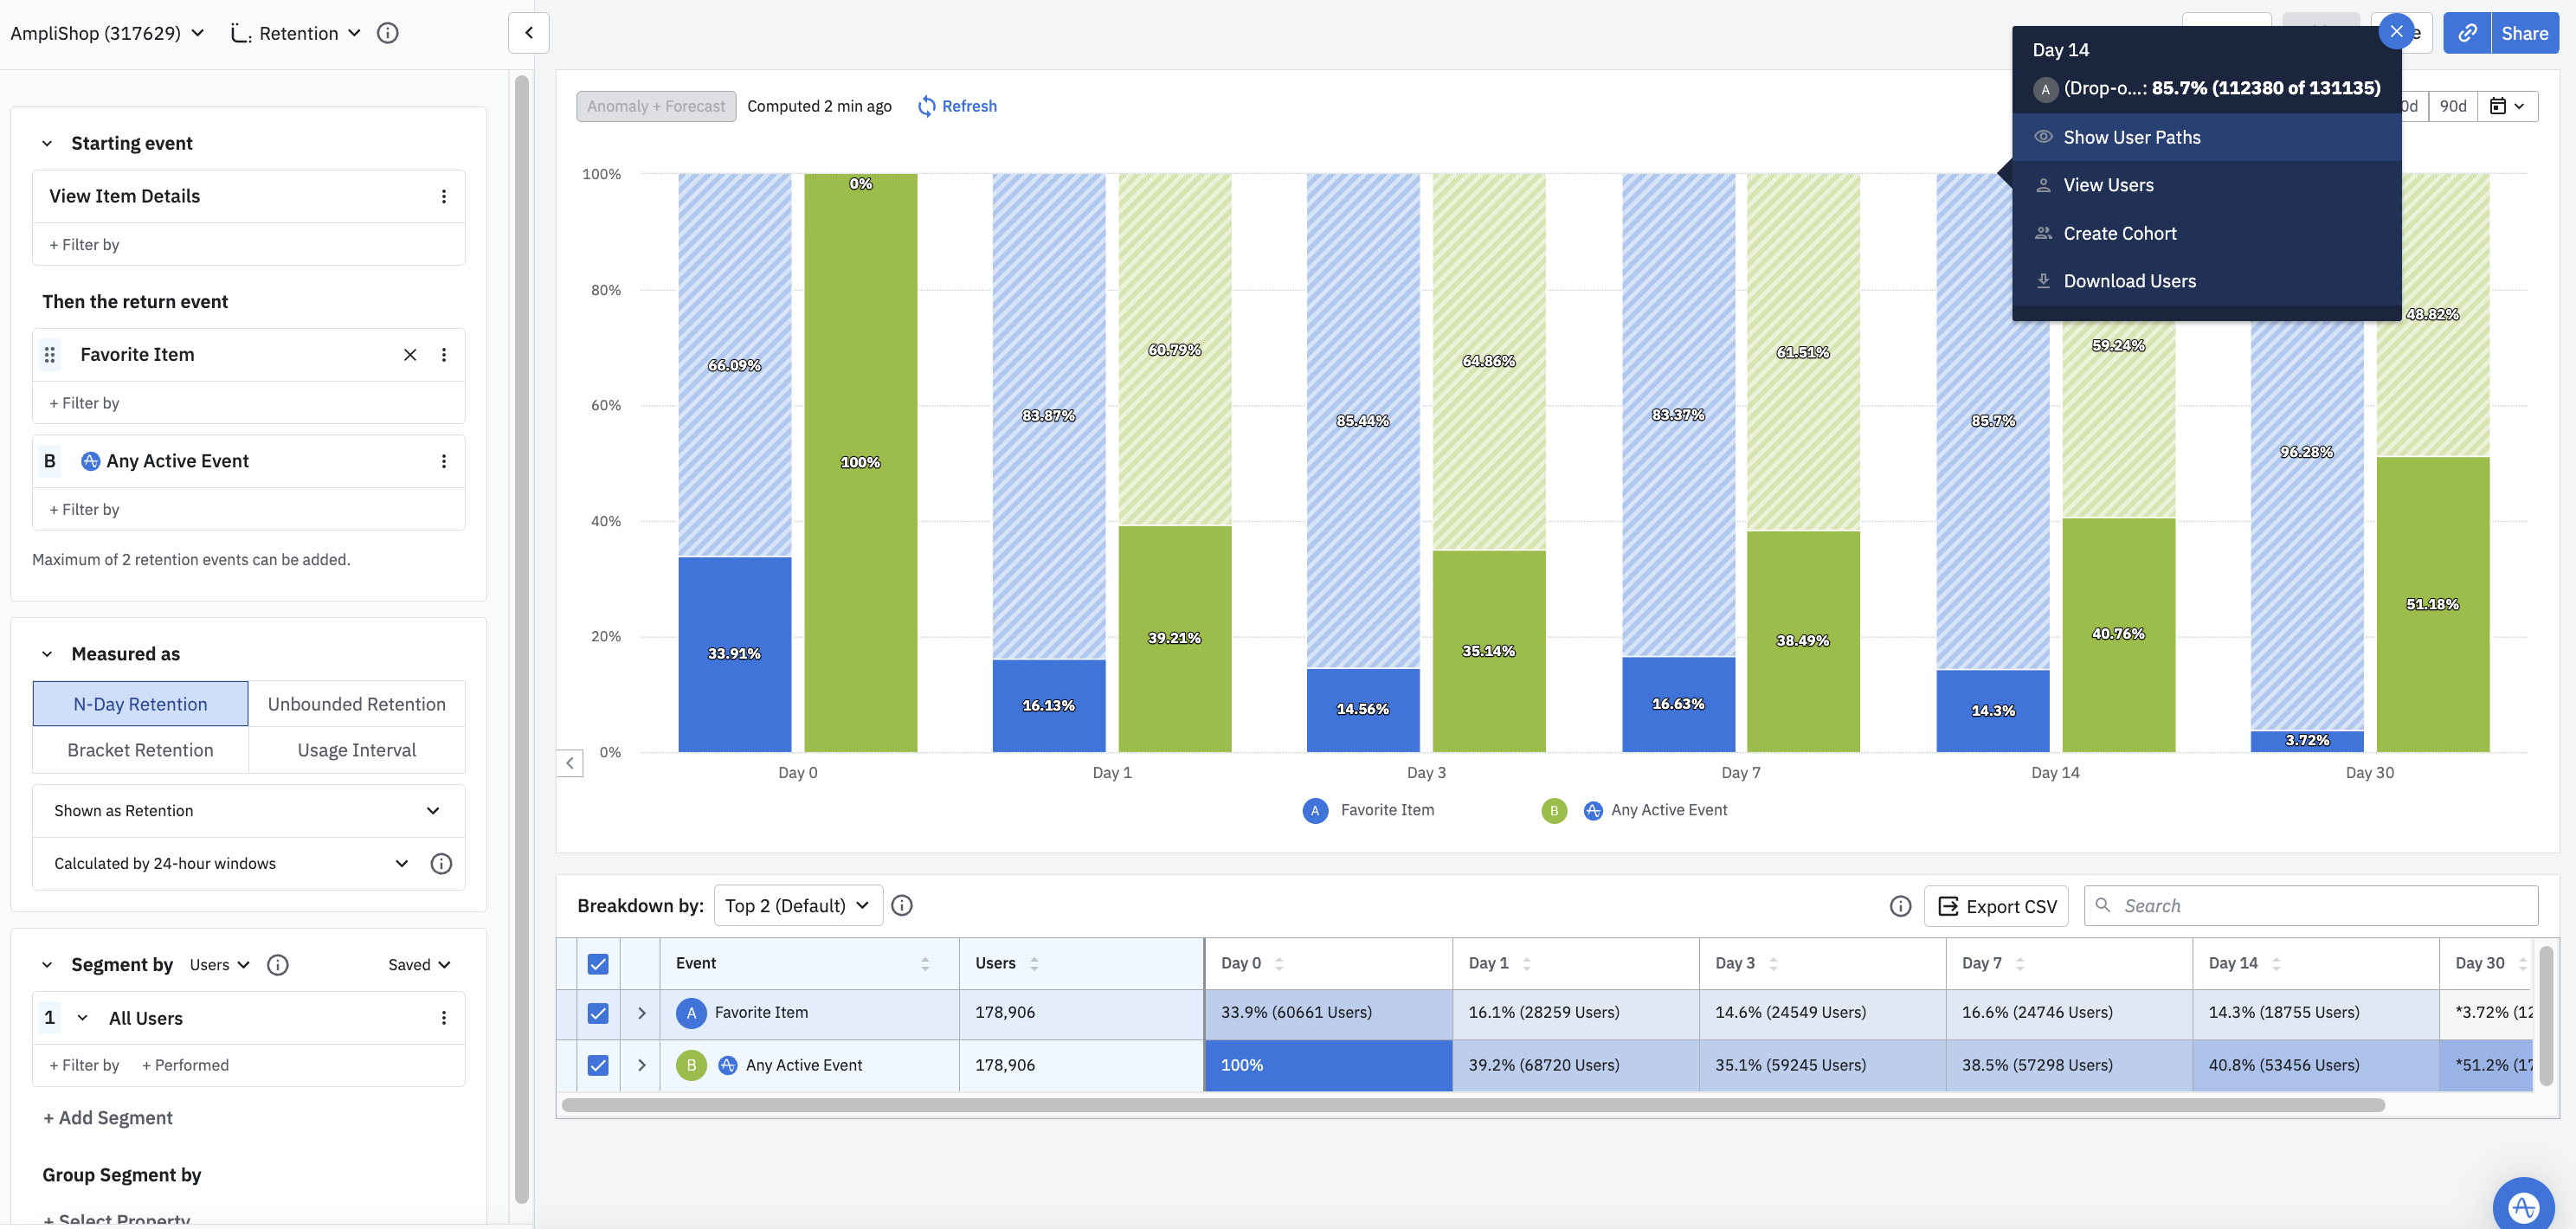 AmpliShop (317629)
Retention
Share
Starting event
View Item Details
+ Filter by
Then the return event
Favorite Item
+ Filter by
B Any Active Event
+ Filter by
Maximum of 2 retention events can be added.
Measured as
N-Day Retention Unbounded Retention
Bracket Retention Usage Interval
Shown as Retention
Calculated by 24-hour windows
Segment by Users Saved
1 All Users
+ Filter by + Performed
+ Add Segment
Group Segment by
+ Select Property
Anomaly + Forecast Computed 2 min ago Refresh
0d 90d
Day 14
A (Drop-o...: 85.7% (112380 of 131135)
Show User Paths
View Users
Create Cohort
Download Users
100%
80%
60%
40%
20%
0%
66.09% 33.91%
0% 100%
83.87% 16.13%
60.79% 39.21%
85.44% 14.56%
64.86% 35.14%
83.37% 16.63%
61.51% 38.49%
85.7% 14.3%
59.24% 40.76%
96.28% 3.72%
48.82% 51.18%
Day 0 Day 1 Day 3 Day 7 Day 14 Day 30
A Favorite Item B Any Active Event
Breakdown by: Top 2 (Default) Export CSV Search
Event Users Day 0 Day 1 Day 3 Day 7 Day 14 Day 30
A Favorite Item 178,906 33.9% (60661 Users) 16.1% (28259 Users) 14.6% (24549 Users) 16.6% (24746 Users) 14.3% (18755 Users) *3.72% (12
B Any Active Event 178,906 100% 39.2% (68720 Users) 35.1% (59245 Users) 38.5% (57298 Users) 40.8% (53456 Users) *51.2% (17